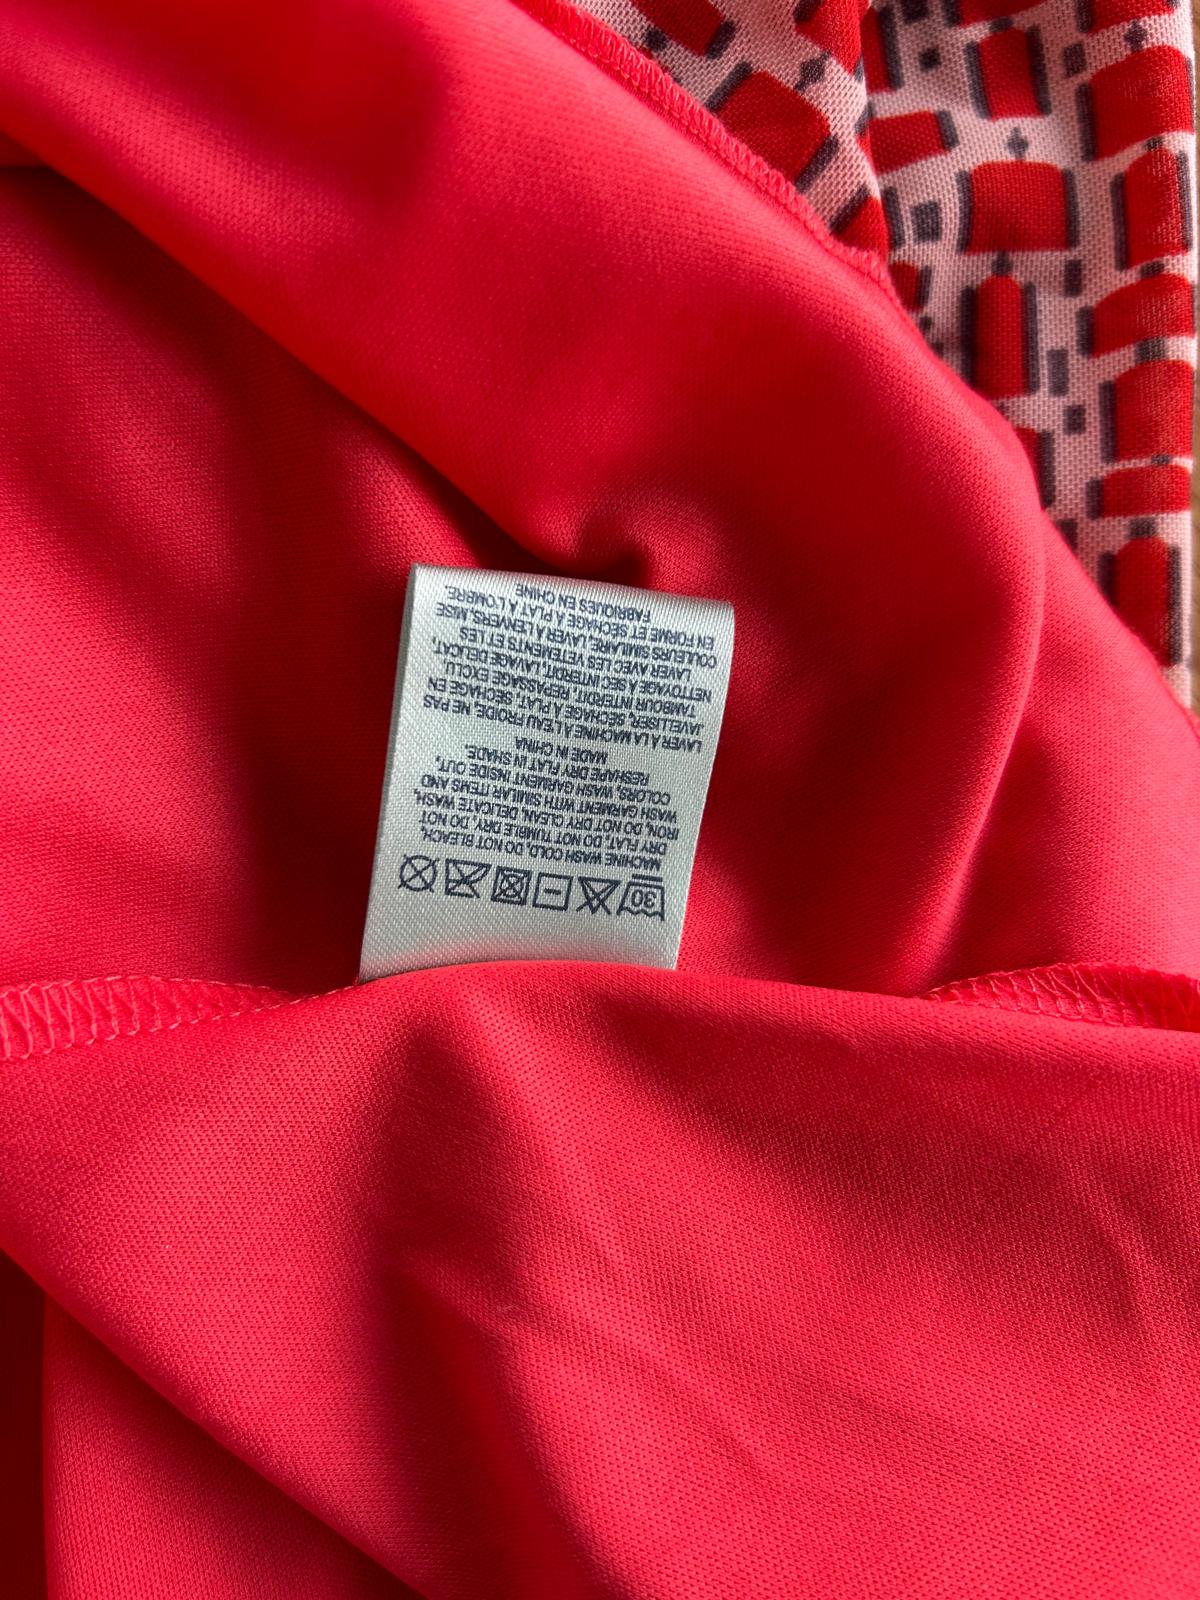 30
MACHINE WASH COLD, DO NOT BLEACH,
DRY FLAT, DO NOT TUMBLE DRY, DO NOT
IRON, DO NOT DRY CLEAN, DELICATE WASH,
WASH GARMENT WITH SIMILAR ITEMS AND
COLORS, WASH GARMENT INSIDE OUT,
RESHAPE DRY FLAT IN SHADE.
MADE IN CHINA
LAVER À LA MACHINE À L'EAU FROIDE, NE PAS
JAVELLISER, SÉCHAGE À PLAT, SÉCHAGE EN
TAMBOUR INTERDIT, REPASSAGE EXCLU,
NETTOYAGE À SEC INTERDIT, LAVAGE DELICAT,
LAVER AVEC LES VÊTEMENTS ET LES
COULEURS SIMILAIRE, LAVER À L'ENVERS, MISE
EN FORME ET SÉCHAGE À PLAT À L'OMBRE.
FABRIQUÉS EN CHINE